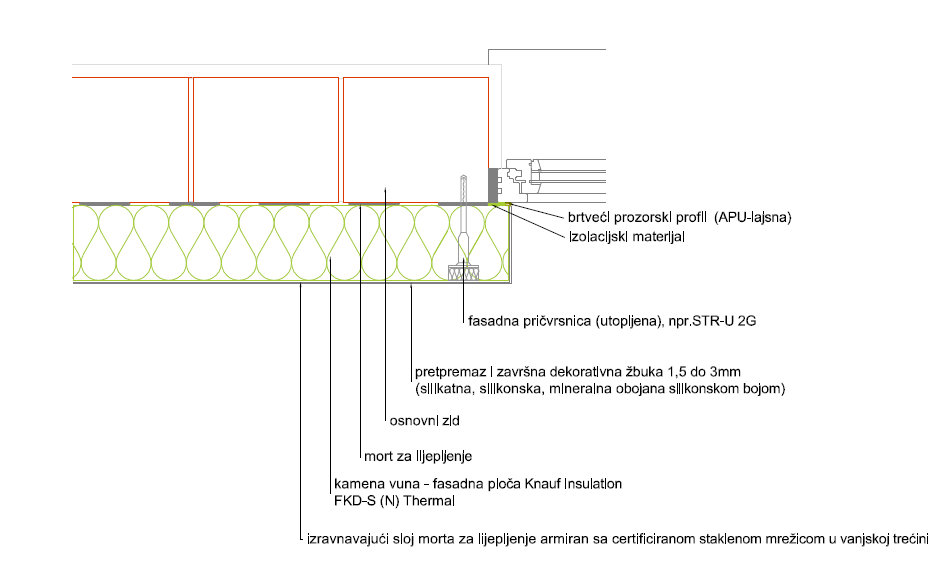 brtveći prozorski profil (APU-lajsna)
izolacijski materijal
fasadna pričvrsnica (utopljena), npr.STR-U 2G
pretpremaz i završna dekorativna žbuka 1,5 do 3mm
(silikatna, silikonska, mineralna obojana silikonskom bojom)
osnovni zid
mort za lijepljenje
kamena vuna - fasadna ploča Knauf Insulation
FKD-S (N) Thermal
izravnavajući sloj morta za lijepljenje armiran sa certificiranom staklenom mrežicom u vanjskoj trećini